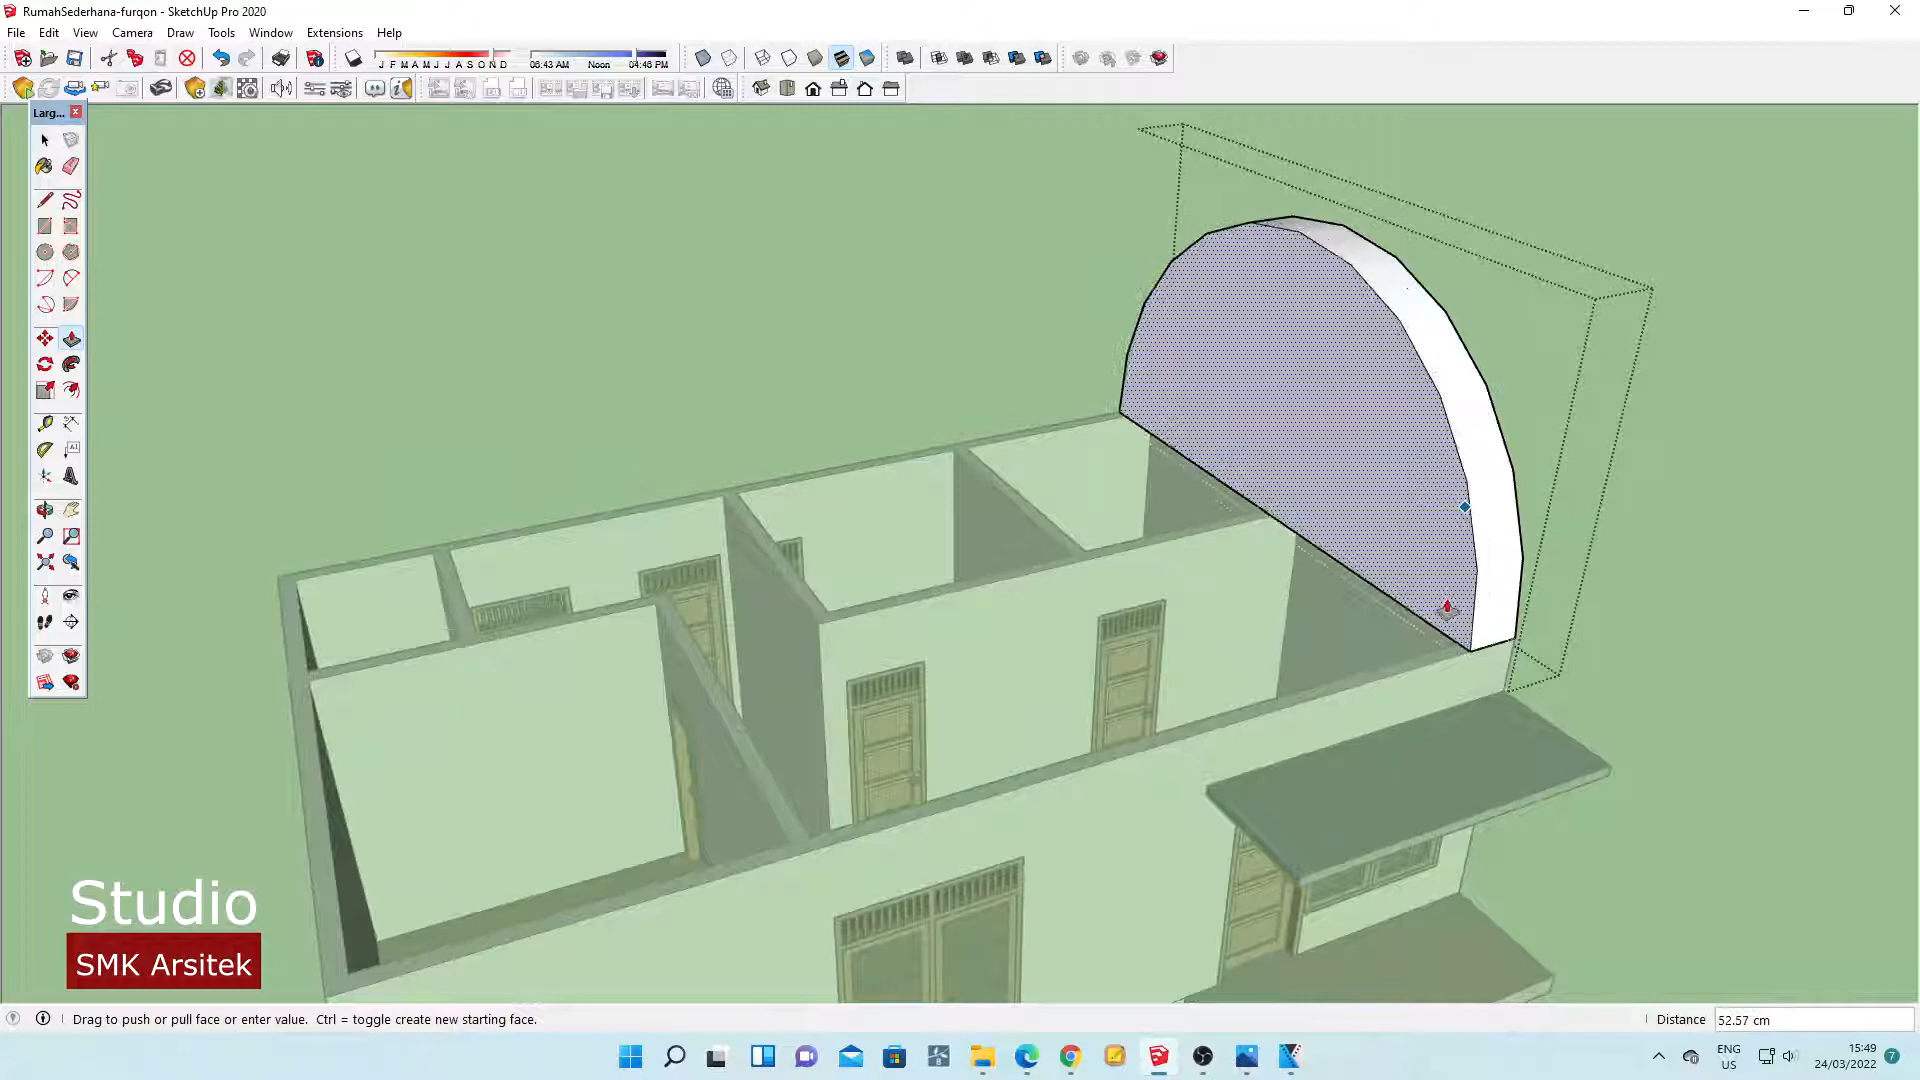 RumahSederhana-furqon - SketchUp Pro 2020
File Edit View Camera Draw Tools Window Extensions Help
J F M A M J J A S O N D 06:43 AM Noon 04:46 PM
Larg...
Studio
SMK Arsitek
Drag to push or pull face or enter value. Ctrl = toggle create new starting face.
Distance 52.57 cm
ENG
US
15:49
24/03/2022
7